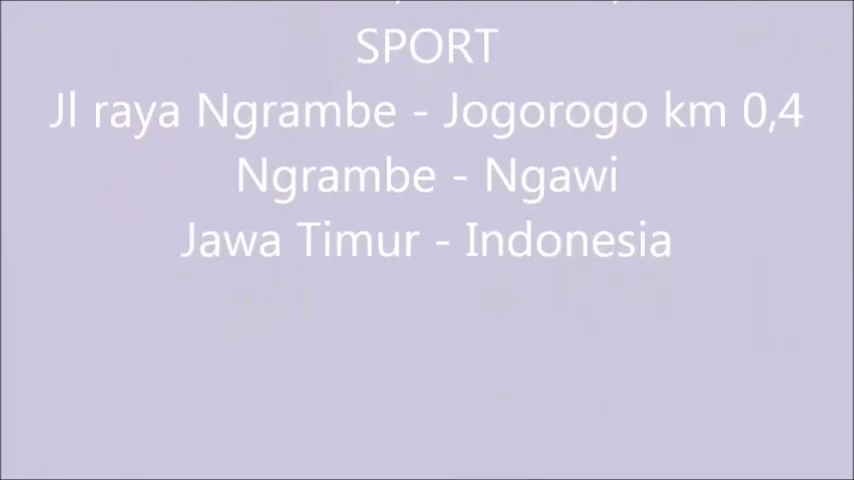 SPORT
Jl raya Ngrambe - Jogorogo km 0,4
Ngrambe - Ngawi
Jawa Timur - Indonesia